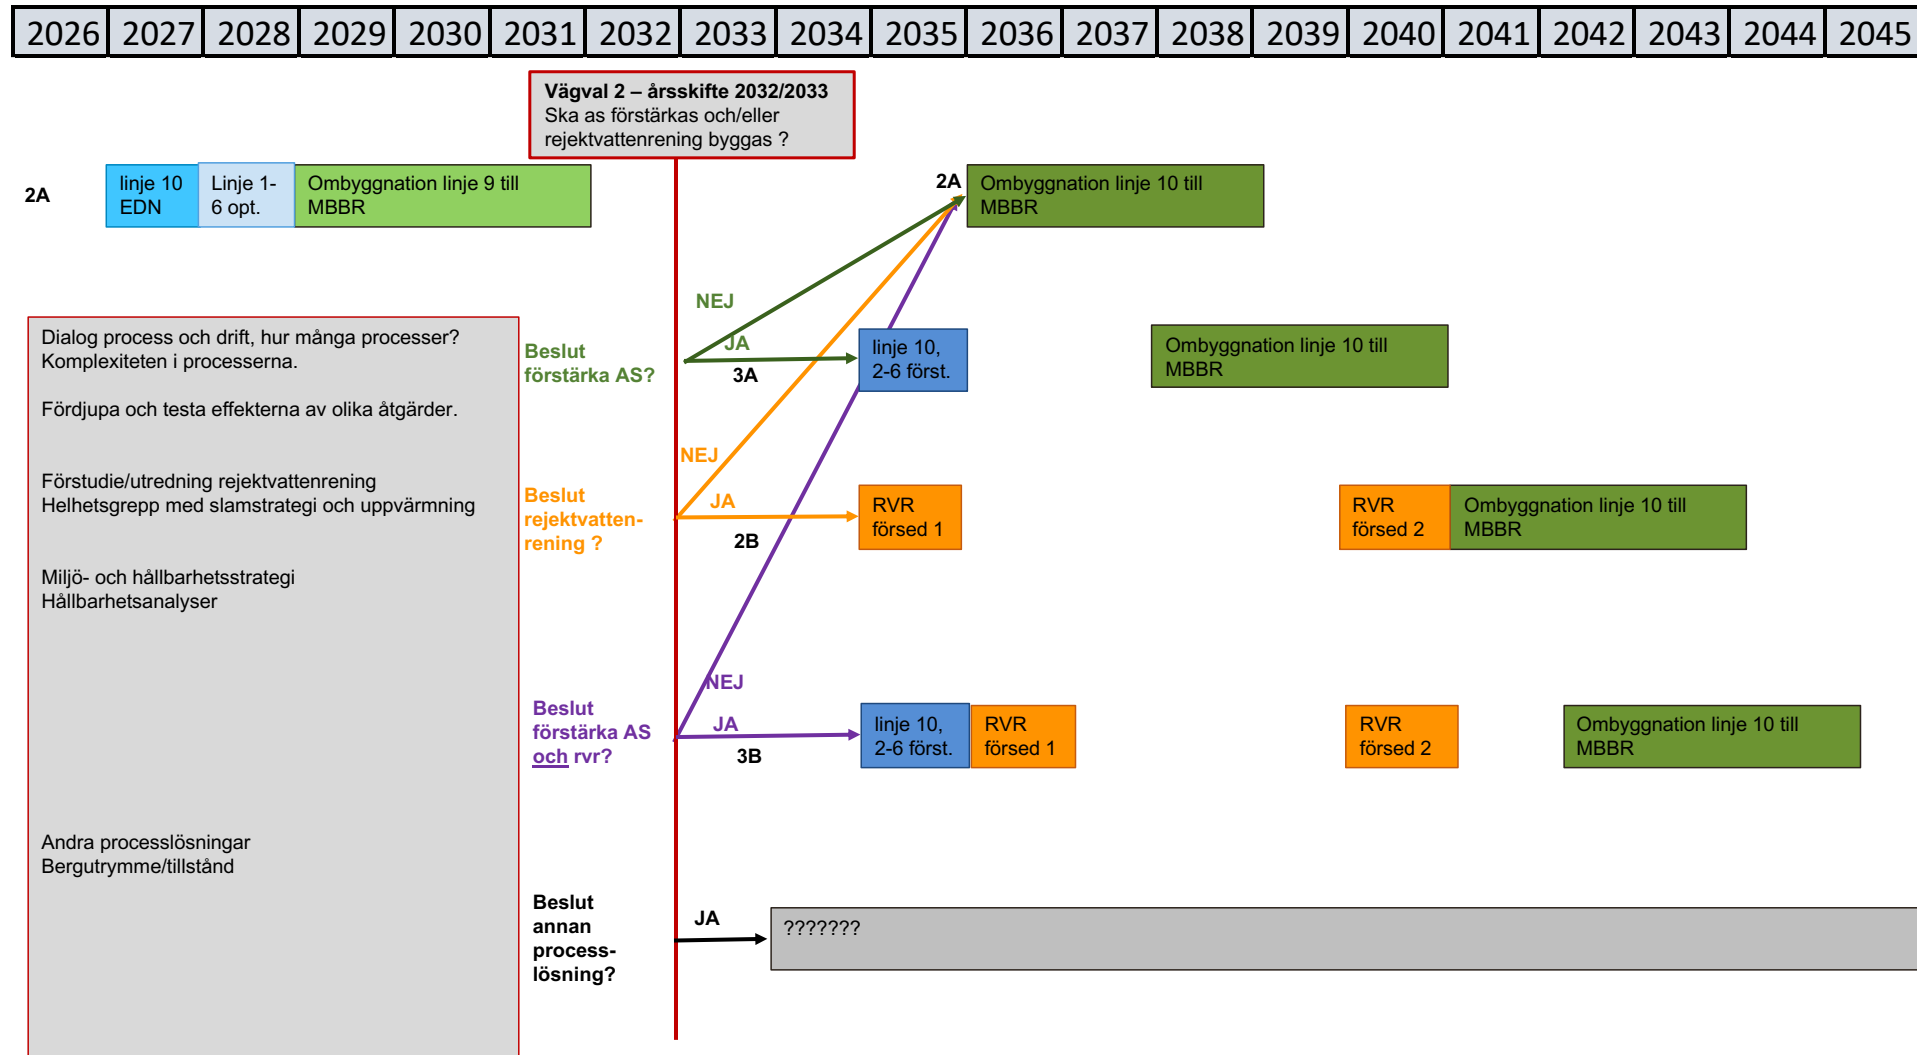 2026 2027 2028 2029 2030 2031 2032 2033 2034 2035 2036 2037 2038 2039 2040 2041 2042 2043 2044 2045
Vägval 2 – årsskifte 2032/2033
Ska as förstärkas och/eller
rejektvattenrening byggas ?
2A
linje 10
EDN
Linje 1-
6 opt.
Ombyggnation linje 9 till
MBBR
2A
Ombyggnation linje 10 till
MBBR
Dialog process och drift, hur många processer?
Komplexiteten i processerna.
Fördjupa och testa effekterna av olika åtgärder.
Förstudie/utredning rejektvattenrening
Helhetsgrepp med slamstrategi och uppvärmning
Miljö- och hållbarhetsstrategi
Hållbarhetsanalyser
Andra processlösningar
Bergutrymme/tillstånd
Beslut
förstärka AS?
NEJ
JA
3A
linje 10,
2-6 först.
Ombyggnation linje 10 till
MBBR
Beslut
rejektvatten-
rening ?
NEJ
JA
2B
RVR
försed 1
RVR
försed 2
Ombyggnation linje 10 till
MBBR
Beslut
förstärka AS
och rvr?
NEJ
JA
3B
linje 10,
2-6 först.
RVR
försed 1
RVR
försed 2
Ombyggnation linje 10 till
MBBR
Beslut
annan
process-
lösning?
JA
???????